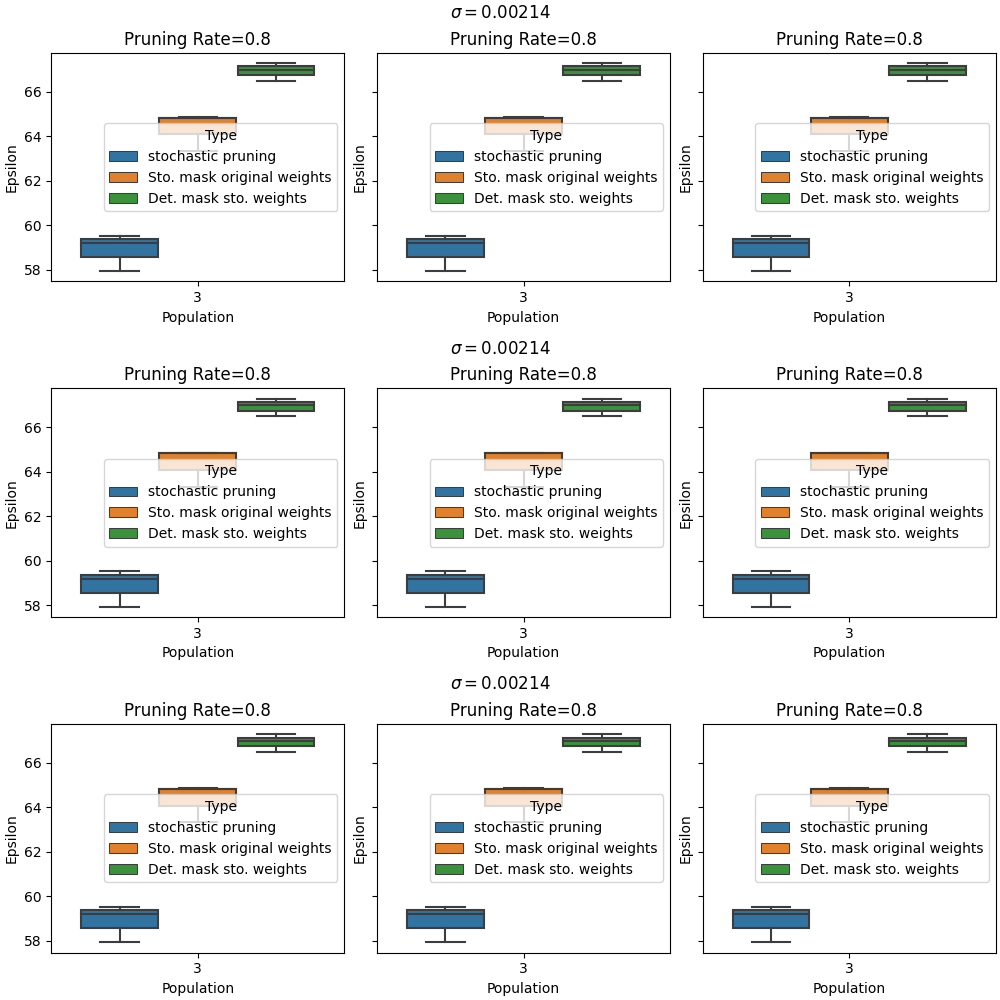 σ = 0.00214
Pruning Rate=0.8 Pruning Rate=0.8 Pruning Rate=0.8
Epsilon
66
64
62
60
58
Type
stochastic pruning
Sto. mask original weights
Det. mask sto. weights
3
Population
Epsilon
Type
stochastic pruning
Sto. mask original weights
Det. mask sto. weights
3
Population
Epsilon
Type
stochastic pruning
Sto. mask original weights
Det. mask sto. weights
3
Population
σ = 0.00214
Pruning Rate=0.8 Pruning Rate=0.8 Pruning Rate=0.8
Epsilon
66
64
62
60
58
Type
stochastic pruning
Sto. mask original weights
Det. mask sto. weights
3
Population
Epsilon
Type
stochastic pruning
Sto. mask original weights
Det. mask sto. weights
3
Population
Epsilon
Type
stochastic pruning
Sto. mask original weights
Det. mask sto. weights
3
Population
σ = 0.00214
Pruning Rate=0.8 Pruning Rate=0.8 Pruning Rate=0.8
Epsilon
66
64
62
60
58
Type
stochastic pruning
Sto. mask original weights
Det. mask sto. weights
3
Population
Epsilon
Type
stochastic pruning
Sto. mask original weights
Det. mask sto. weights
3
Population
Epsilon
Type
stochastic pruning
Sto. mask original weights
Det. mask sto. weights
3
Population